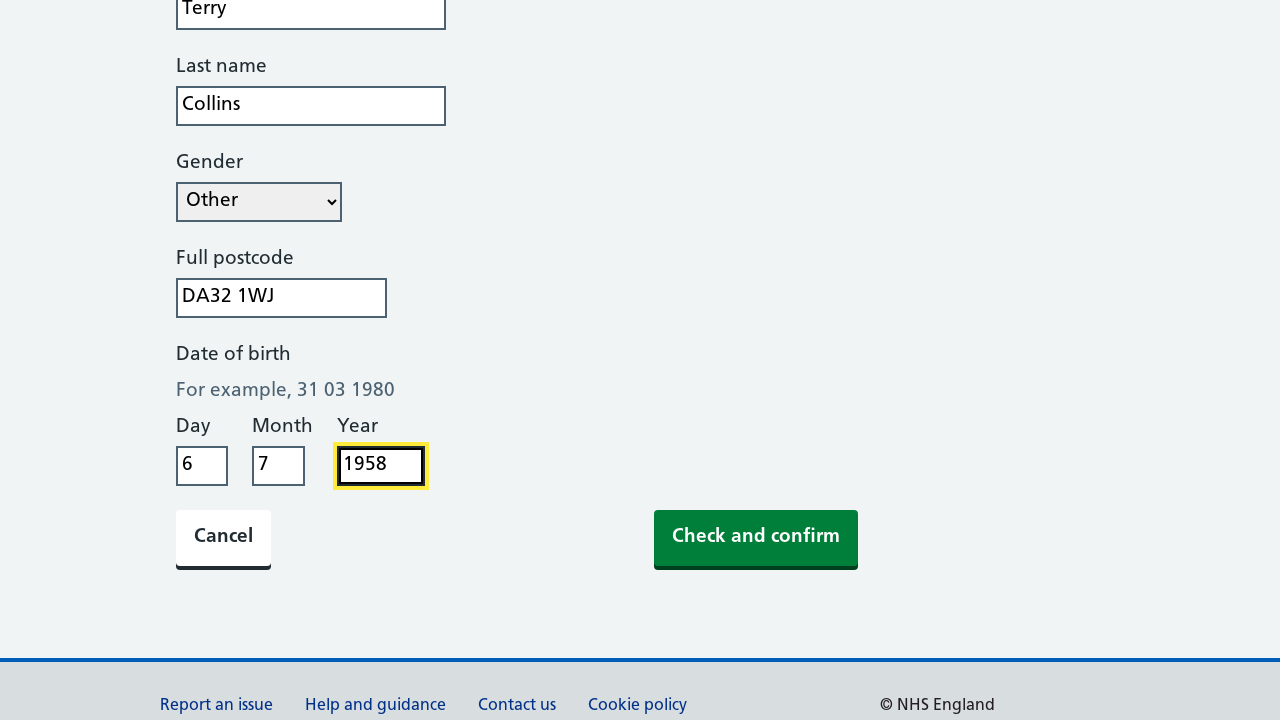 Terry
Last name
Collins
Gender
Other
Full postcode
DA32 1WJ
Date of birth
For example, 31 03 1980
Day Month Year
6 7 1958
Cancel Check and confirm
Report an issue Help and guidance Contact us Cookie policy © NHS England